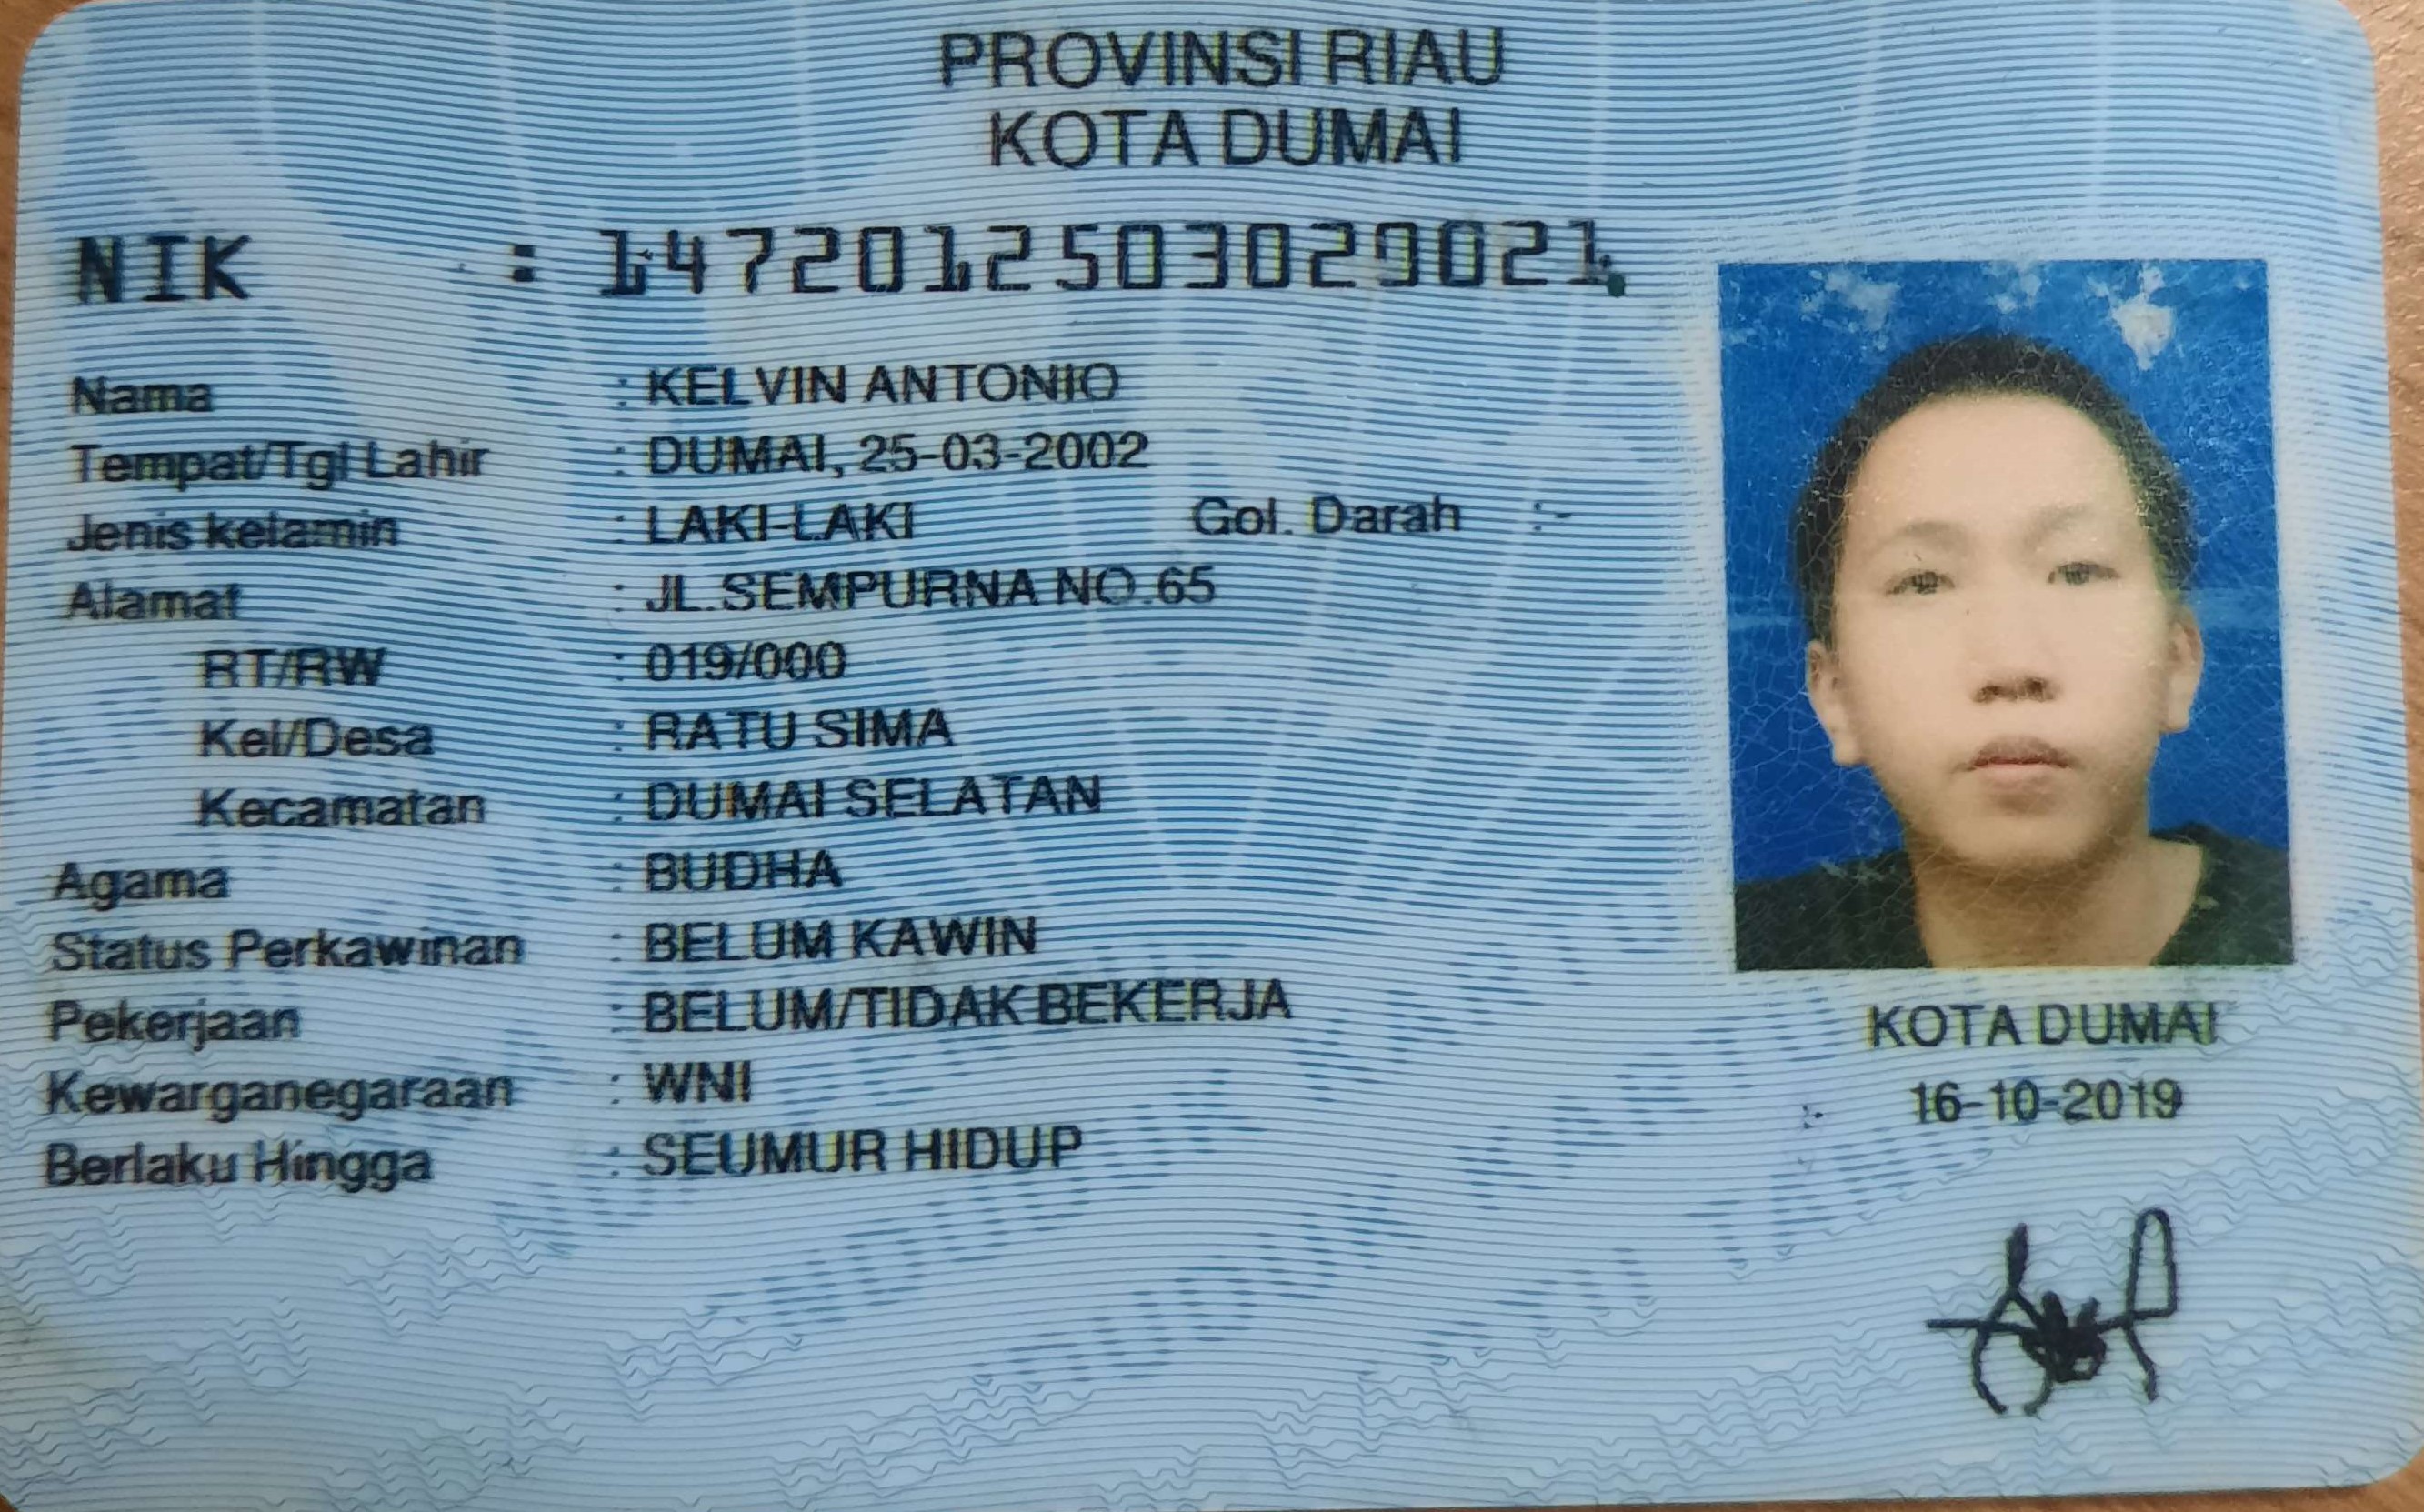 PROVINSI RIAU
KOTA DUMAI
NIK : 1472012503029021
Nama : KELVIN ANTONIO
Tempat/Tgl Lahir : DUMAI, 25-03-2002
Jenis kelamin : LAKI-LAKI Gol. Darah :-
Alamat : JL.SEMPURNA NO.65
RT/RW : 019/000
Kel/Desa : RATU SIMA
Kecamatan : DUMAI SELATAN
Agama : BUDHA
Status Perkawinan : BELUM KAWIN
Pekerjaan : BELUM/TIDAK BEKERJA
Kewarganegaraan : WNI
Berlaku Hingga : SEUMUR HIDUP
KOTA DUMAI
16-10-2019